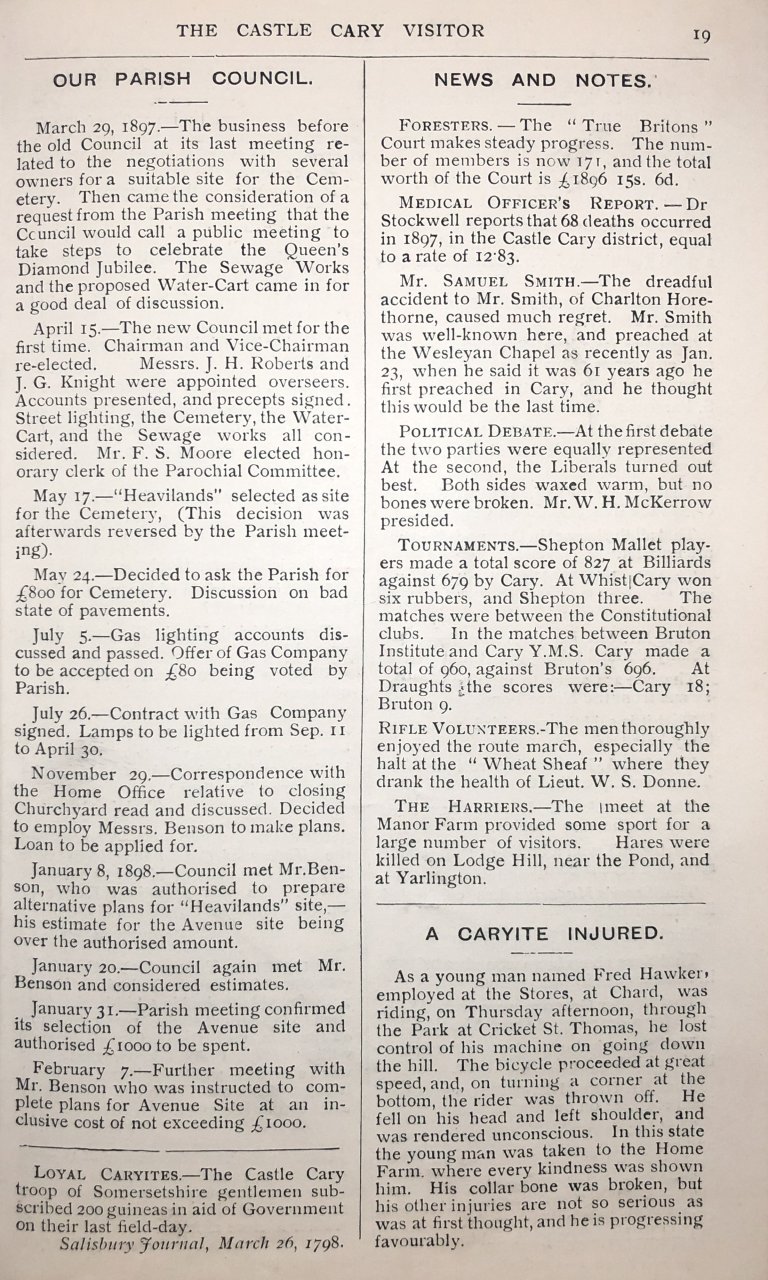 THE CASTLE CARY VISITOR 19
OUR PARISH COUNCIL.
March 29, 1897.—The business before
the old Council at its last meeting re-
lated to the negotiations with several
owners for a suitable site for the Cem-
etery. Then came the consideration of a
request from the Parish meeting that the
Ccuncil would call a public meeting to
take steps to celebrate the Queen's
Diamond Jubilee. The Sewage Works
and the proposed Water-Cart came in for
a good deal of discussion.
April 15.—The new Council met for the
first time. Chairman and Vice-Chairman
re-elected. Messrs. J. H. Roberts and
J. G. Knight were appointed overseers.
Accounts presented, and precepts signed.
Street lighting, the Cemetery, the Water-
Cart, and the Sewage works all con-
sidered. Mr. F. S. Moore elected hon-
orary clerk of the Parochial Committee.
May 17.—"Heavilands" selected as site
for the Cemetery, (This decision was
afterwards reversed by the Parish meet-
ing).
May 24.—Decided to ask the Parish for
£800 for Cemetery. Discussion on bad
state of pavements.
July 5.—Gas lighting accounts dis-
cussed and passed. Offer of Gas Company
to be accepted on £80 being voted by
Parish.
July 26.—Contract with Gas Company
signed. Lamps to be lighted from Sep. 11
to April 30.
November 29.—Correspondence with
the Home Office relative to closing
Churchyard read and discussed. Decided
to employ Messrs. Benson to make plans.
Loan to be applied for.
January 8, 1898.—Council met Mr. Ben-
son, who was authorised to prepare
alternative plans for "Heavilands" site,—
his estimate for the Avenue site being
over the authorised amount.
January 20.—Council again met Mr.
Benson and considered estimates.
January 31.—Parish meeting confirmed
its selection of the Avenue site and
authorised £1000 to be spent.
February 7.—Further meeting with
Mr. Benson who was instructed to com-
plete plans for Avenue Site at an in-
clusive cost of not exceeding £1000.
LOYAL CARYITES.—The Castle Cary
troop of Somersetshire gentlemen sub-
scribed 200 guineas in aid of Government
on their last field-day.
Salisbury Journal, March 26, 1798.
NEWS AND NOTES.
FORESTERS. — The " True Britons "
Court makes steady progress. The num-
ber of members is now 171, and the total
worth of the Court is £1896 15s. 6d.
MEDICAL OFFICER'S REPORT. — Dr
Stockwell reports that 68 deaths occurred
in 1897, in the Castle Cary district, equal
to a rate of 12·83.
Mr. SAMUEL SMITH.—The dreadful
accident to Mr. Smith, of Charlton Hore-
thorne, caused much regret. Mr. Smith
was well-known here, and preached at
the Wesleyan Chapel as recently as Jan.
23, when he said it was 61 years ago he
first preached in Cary, and he thought
this would be the last time.
POLITICAL DEBATE.—At the first debate
the two parties were equally represented
At the second, the Liberals turned out
best. Both sides waxed warm, but no
bones were broken. Mr. W. H. McKerrow
presided.
TOURNAMENTS.—Shepton Mallet play-
ers made a total score of 827 at Billiards
against 679 by Cary. At Whist Cary won
six rubbers, and Shepton three. The
matches were between the Constitutional
clubs. In the matches between Bruton
Institute and Cary Y.M.S. Cary made a
total of 960, against Bruton's 696. At
Draughts the scores were:—Cary 18;
Bruton 9.
RIFLE VOLUNTEERS.-The men thoroughly
enjoyed the route march, especially the
halt at the " Wheat Sheaf " where they
drank the health of Lieut. W. S. Donne.
THE HARRIERS.—The meet at the
Manor Farm provided some sport for a
large number of visitors. Hares were
killed on Lodge Hill, near the Pond, and
at Yarlington.
A CARYITE INJURED.
As a young man named Fred Hawker,
employed at the Stores, at Chard, was
riding, on Thursday afternoon, through
the Park at Cricket St. Thomas, he lost
control of his machine on going down
the hill. The bicycle proceeded at great
speed, and, on turning a corner at the
bottom, the rider was thrown off. He
fell on his head and left shoulder, and
was rendered unconscious. In this state
the young man was taken to the Home
Farm. where every kindness was shown
him. His collar bone was broken, but
his other injuries are not so serious as
was at first thought, and he is progressing
favourably.